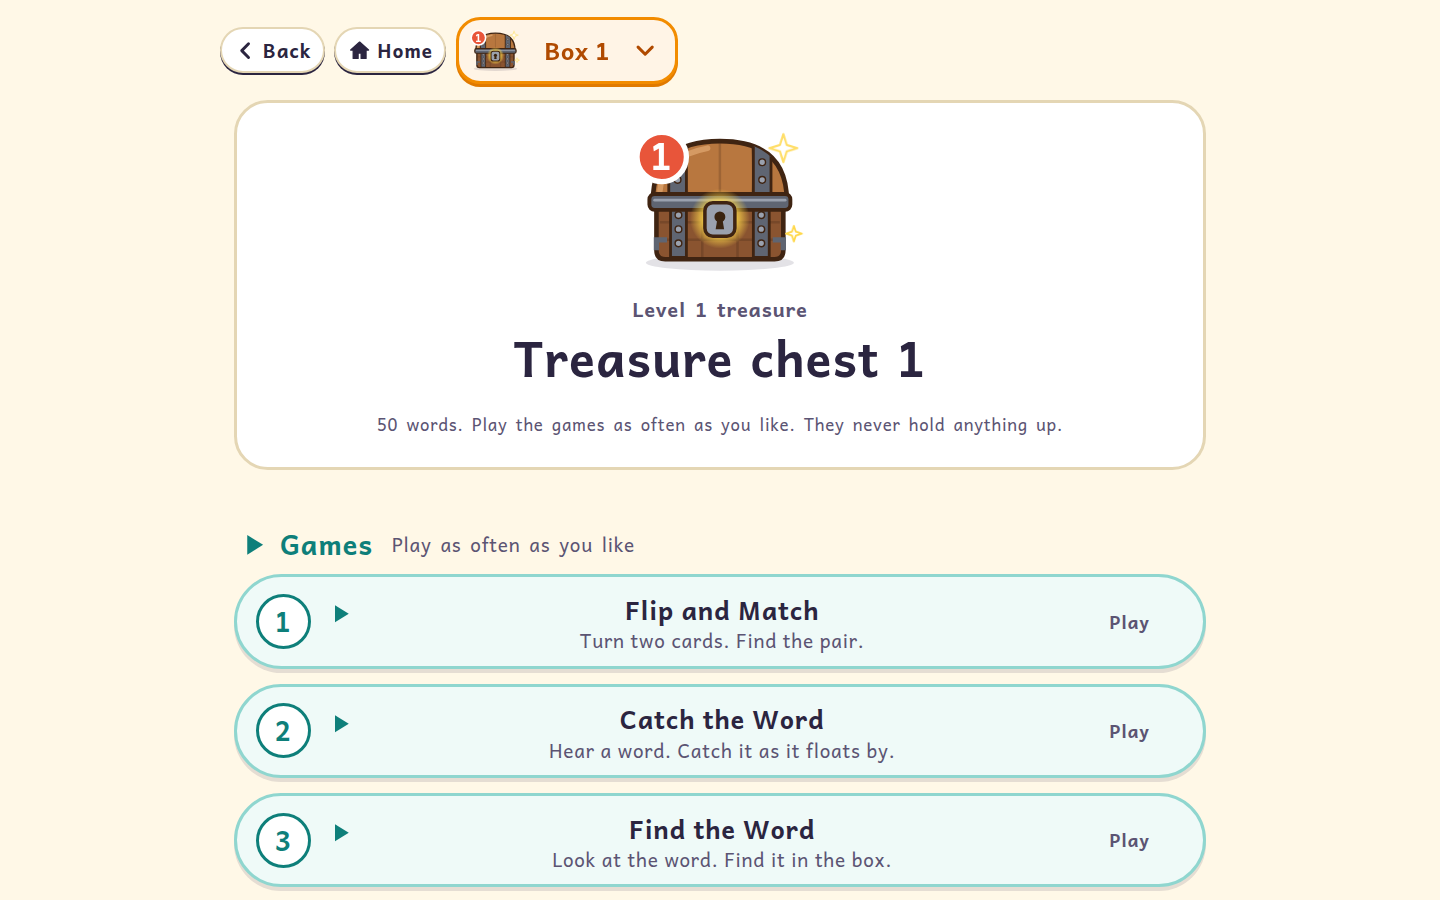 Back
Home
1
Box 1
1
Level 1 treasure
Treasure chest 1
50 words. Play the games as often as you like. They never hold anything up.
Games
Play as often as you like
1
Flip and Match
Turn two cards. Find the pair.
Play
2
Catch the Word
Hear a word. Catch it as it floats by.
Play
3
Find the Word
Look at the word. Find it in the box.
Play